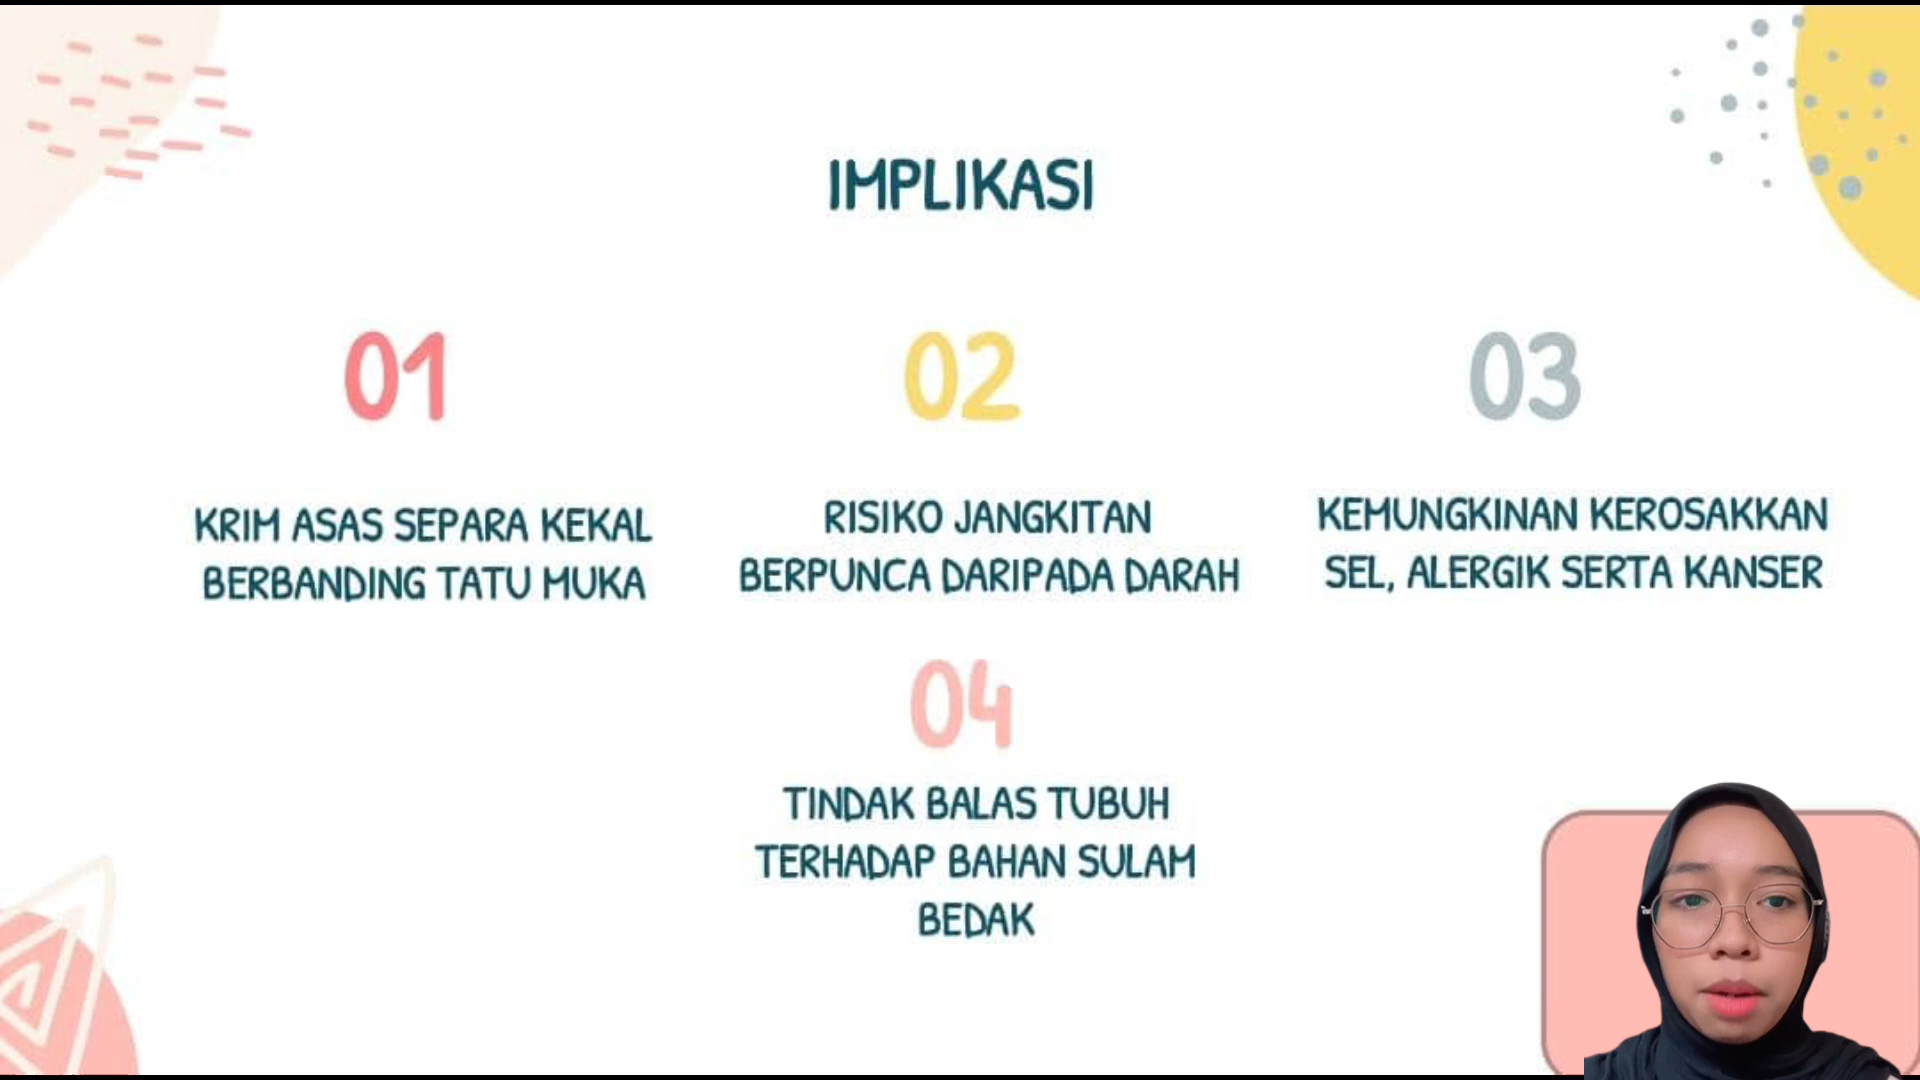 IMPLIKASI
01
KRIM ASAS SEPARA KEKAL
BERBANDING TATU MUKA
02
RISIKO JANGKITAN
BERPUNCA DARIPADA DARAH
03
KEMUNGKINAN KEROSAKKAN
SEL, ALERGIK SERTA KANSER
04
TINDAK BALAS TUBUH
TERHADAP BAHAN SULAM
BEDAK